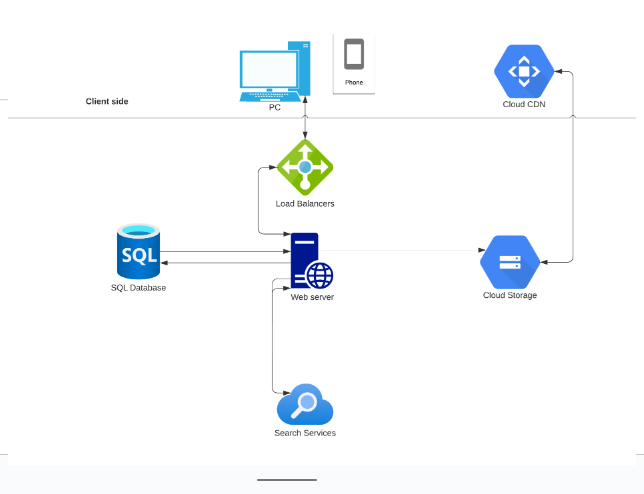 Phone
Client side
PC
Cloud CDN
Load Balancers
SQL
SQL Database
Web server
Cloud Storage
Search Services